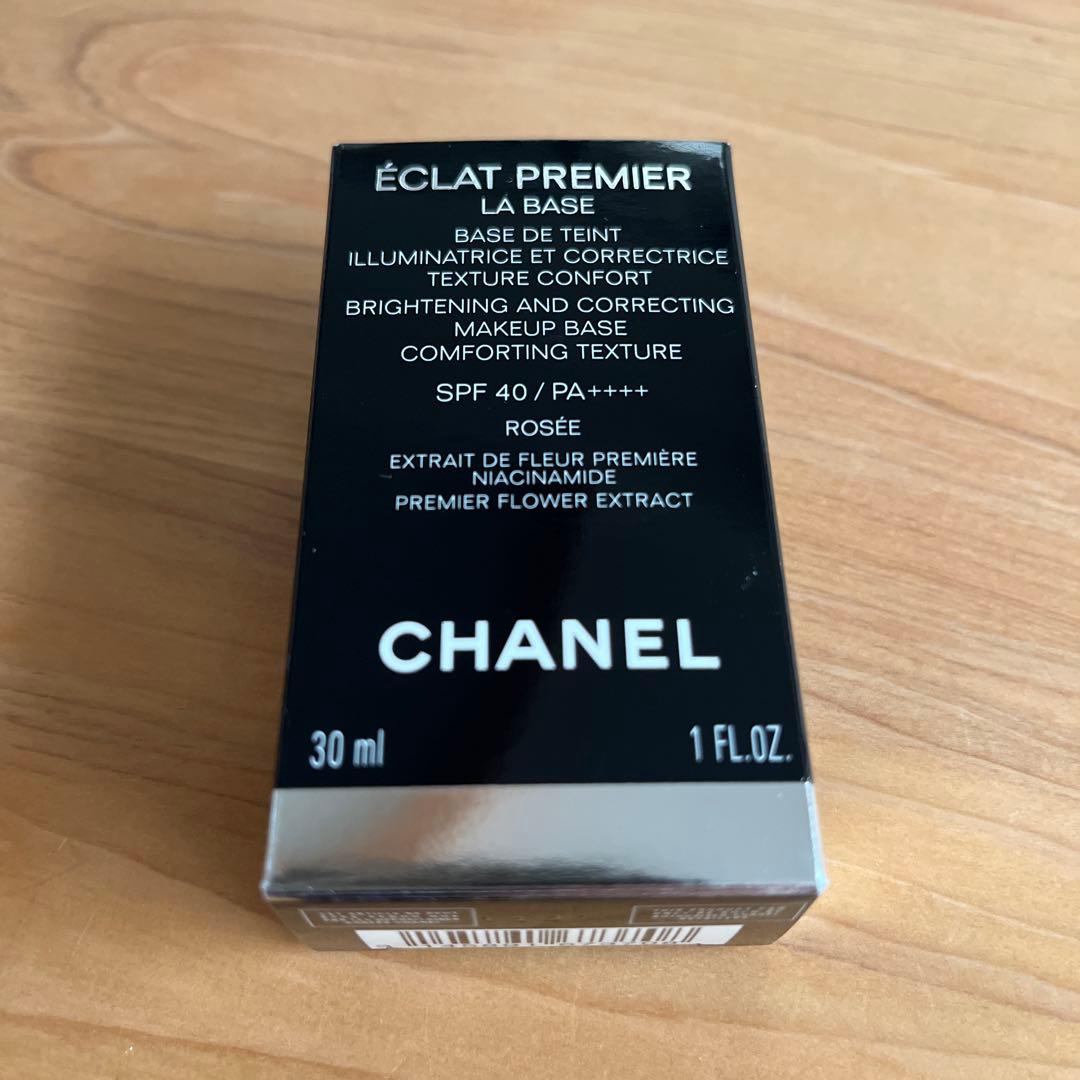 ÉCLAT PREMIER
LA BASE
BASE DE TEINT
ILLUMINATRICE ET CORRECTRICE
TEXTURE CONFORT
BRIGHTENING AND CORRECTING
MAKEUP BASE
COMFORTING TEXTURE
SPF 40 / PA++++
ROSÉE
EXTRAIT DE FLEUR PREMIÈRE
NIACINAMIDE
PREMIER FLOWER EXTRACT
CHANEL
30 ml 1 FL.OZ.